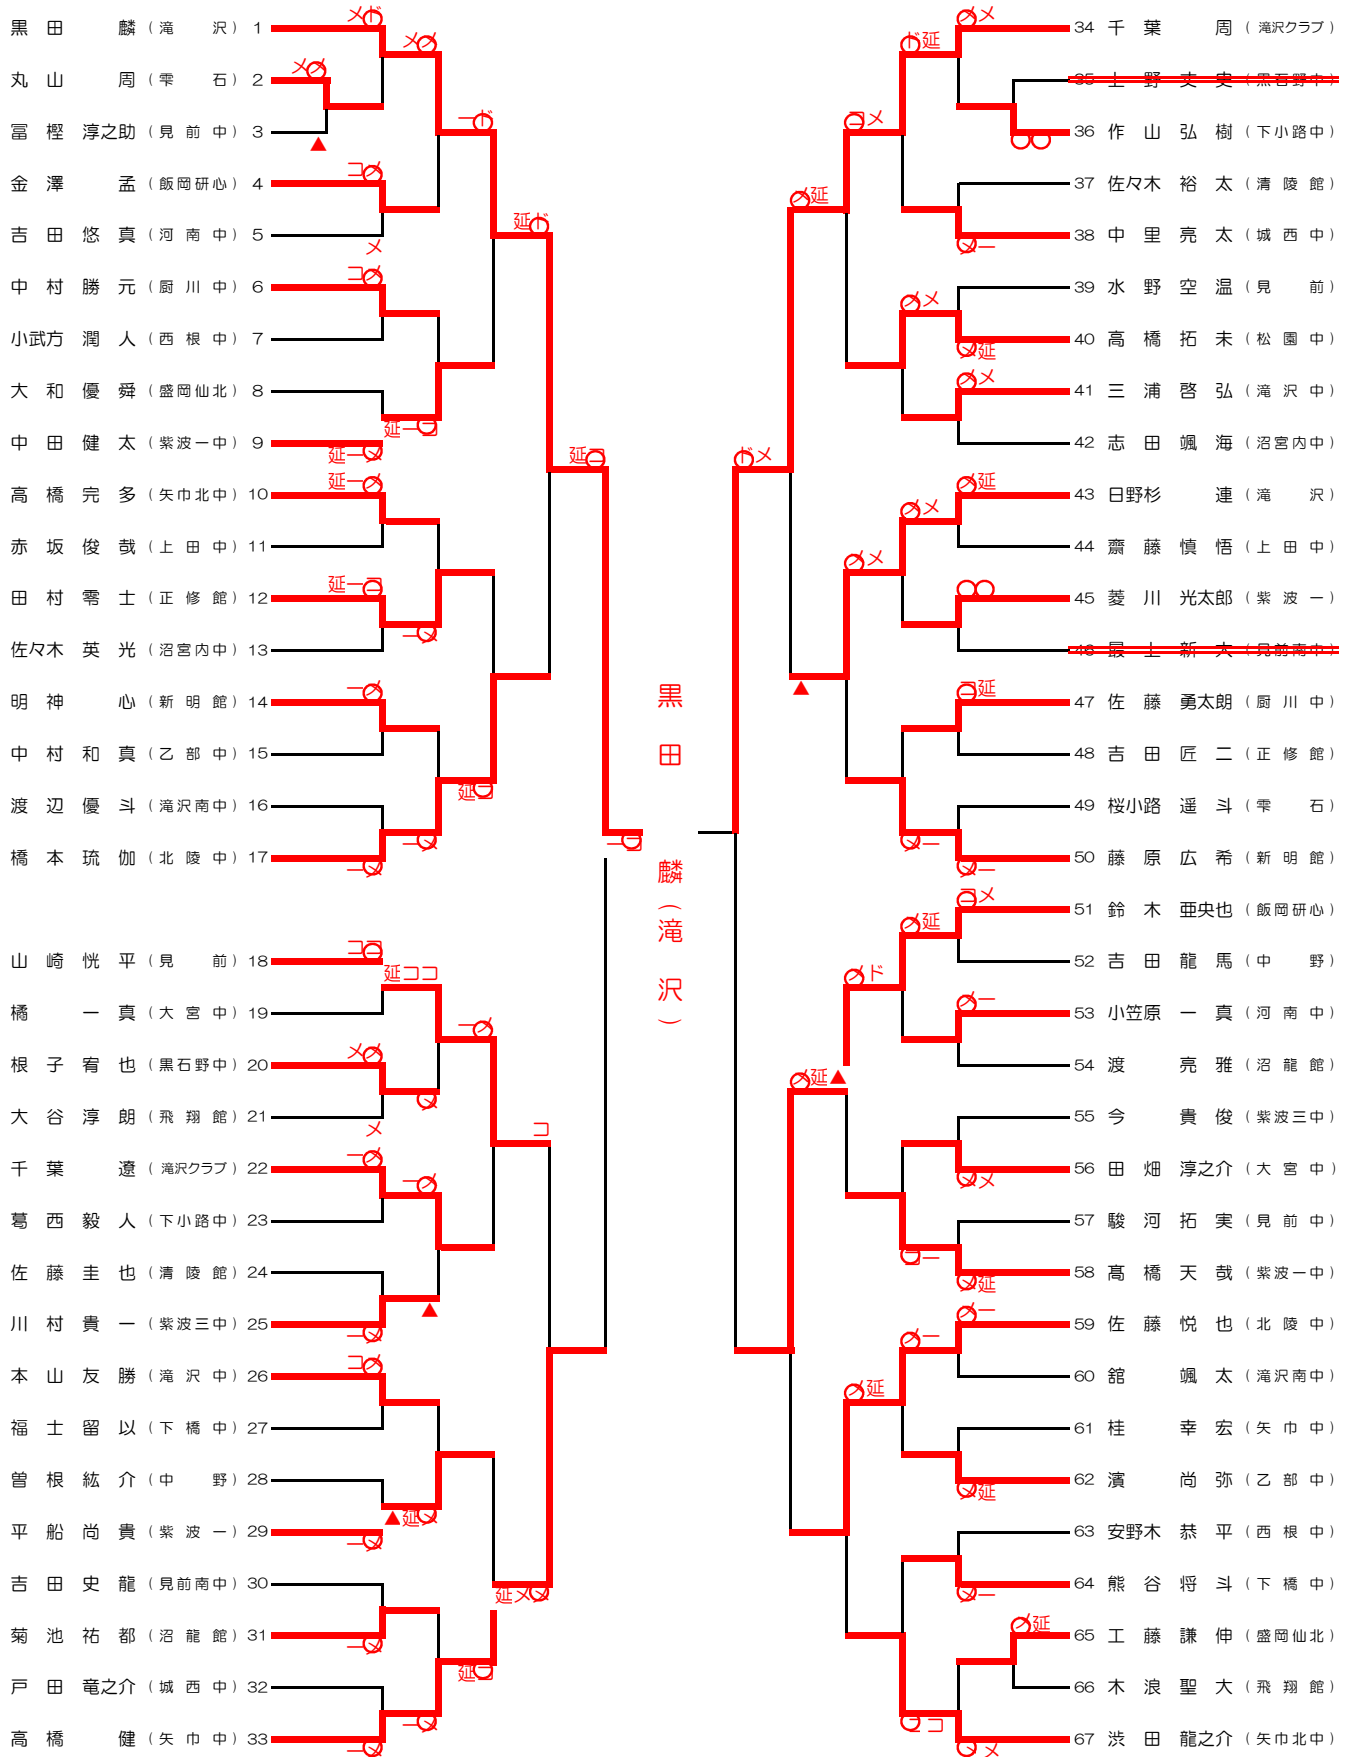 黒田 麟 (滝 沢) 1
丸山 周 (雫 石) 2
冨樫 淳之助 (見前中) 3
金澤 孟 (飯岡研心) 4
吉田悠真 (河南中) 5
中村勝元 (厨川中) 6
小武方 潤人 (西根中) 7
大和優舜 (盛岡仙北) 8
中田健太 (紫波一中) 9
高橋完多 (矢巾北中) 10
赤坂俊哉 (上田中) 11
田村零士 (正修館) 12
佐々木 英光 (沼宮内中) 13
明神 心 (新明館) 14
中村和真 (乙部中) 15
渡辺優斗 (滝沢南中) 16
橋本琉伽 (北陵中) 17
山崎恍平 (見 前) 18
橘 一真 (大宮中) 19
根子宥也 (黒石野中) 20
大谷淳朗 (飛翔館) 21
千葉 遼 (滝沢クラブ) 22
葛西毅人 (下小路中) 23
佐藤圭也 (清陵館) 24
川村貴一 (紫波三中) 25
本山友勝 (滝沢中) 26
福士留以 (下橋中) 27
曽根紘介 (中 野) 28
平船尚貴 (紫波一) 29
吉田史龍 (見前南中) 30
菊池祐都 (沼龍館) 31
戸田 竜之介 (城西中) 32
高橋 健 (矢巾中) 33
黒田 麟(滝沢)
34 千葉 周 (滝沢クラブ)
35 上野丈史 (黒石野中)
36 作山弘樹 (下小路中)
37 佐々木 裕太 (清陵館)
38 中里亮太 (城西中)
39 水野空温 (見 前)
40 高橋拓未 (松園中)
41 三浦啓弘 (滝沢中)
42 志田颯海 (沼宮内中)
43 日野杉 連 (滝 沢)
44 齋藤慎悟 (上田中)
45 菱川 光太郎 (紫波一)
46 最上新大 (見前南中)
47 佐藤 勇太朗 (厨川中)
48 吉田匠二 (正修館)
49 桜小路 遥斗 (雫 石)
50 藤原広希 (新明館)
51 鈴木 亜央也 (飯岡研心)
52 吉田龍馬 (中 野)
53 小笠原 一真 (河南中)
54 渡 亮雅 (沼龍館)
55 今 貴俊 (紫波三中)
56 田畑 淳之介 (大宮中)
57 駿河拓実 (見前中)
58 髙橋天哉 (紫波一中)
59 佐藤悦也 (北陵中)
60 舘 颯太 (滝沢南中)
61 桂 幸宏 (矢巾中)
62 濱 尚弥 (乙部中)
63 安野木 恭平 (西根中)
64 熊谷将斗 (下橋中)
65 工藤謙伸 (盛岡仙北)
66 木浪聖大 (飛翔館)
67 渋田 龍之介 (矢巾北中)